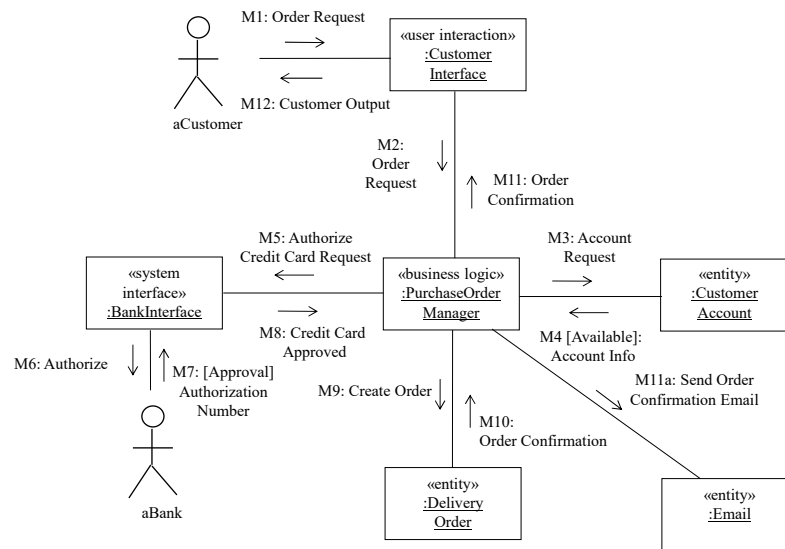 M1: Order Request
«user interaction»
:Customer
Interface
M12: Customer Output
aCustomer
M2:
Order
Request
M11: Order
Confirmation
M5: Authorize
Credit Card Request
M3: Account
Request
«system
interface»
:BankInterface
«business logic»
:PurchaseOrder
Manager
«entity»
:Customer
Account
M8: Credit Card
Approved
M4 [Available]:
Account Info
M6: Authorize
M7: [Approval]
Authorization
Number
M9: Create Order
M10:
Order Confirmation
M11a: Send Order
Confirmation Email
aBank
«entity»
:Delivery
Order
«entity»
:Email